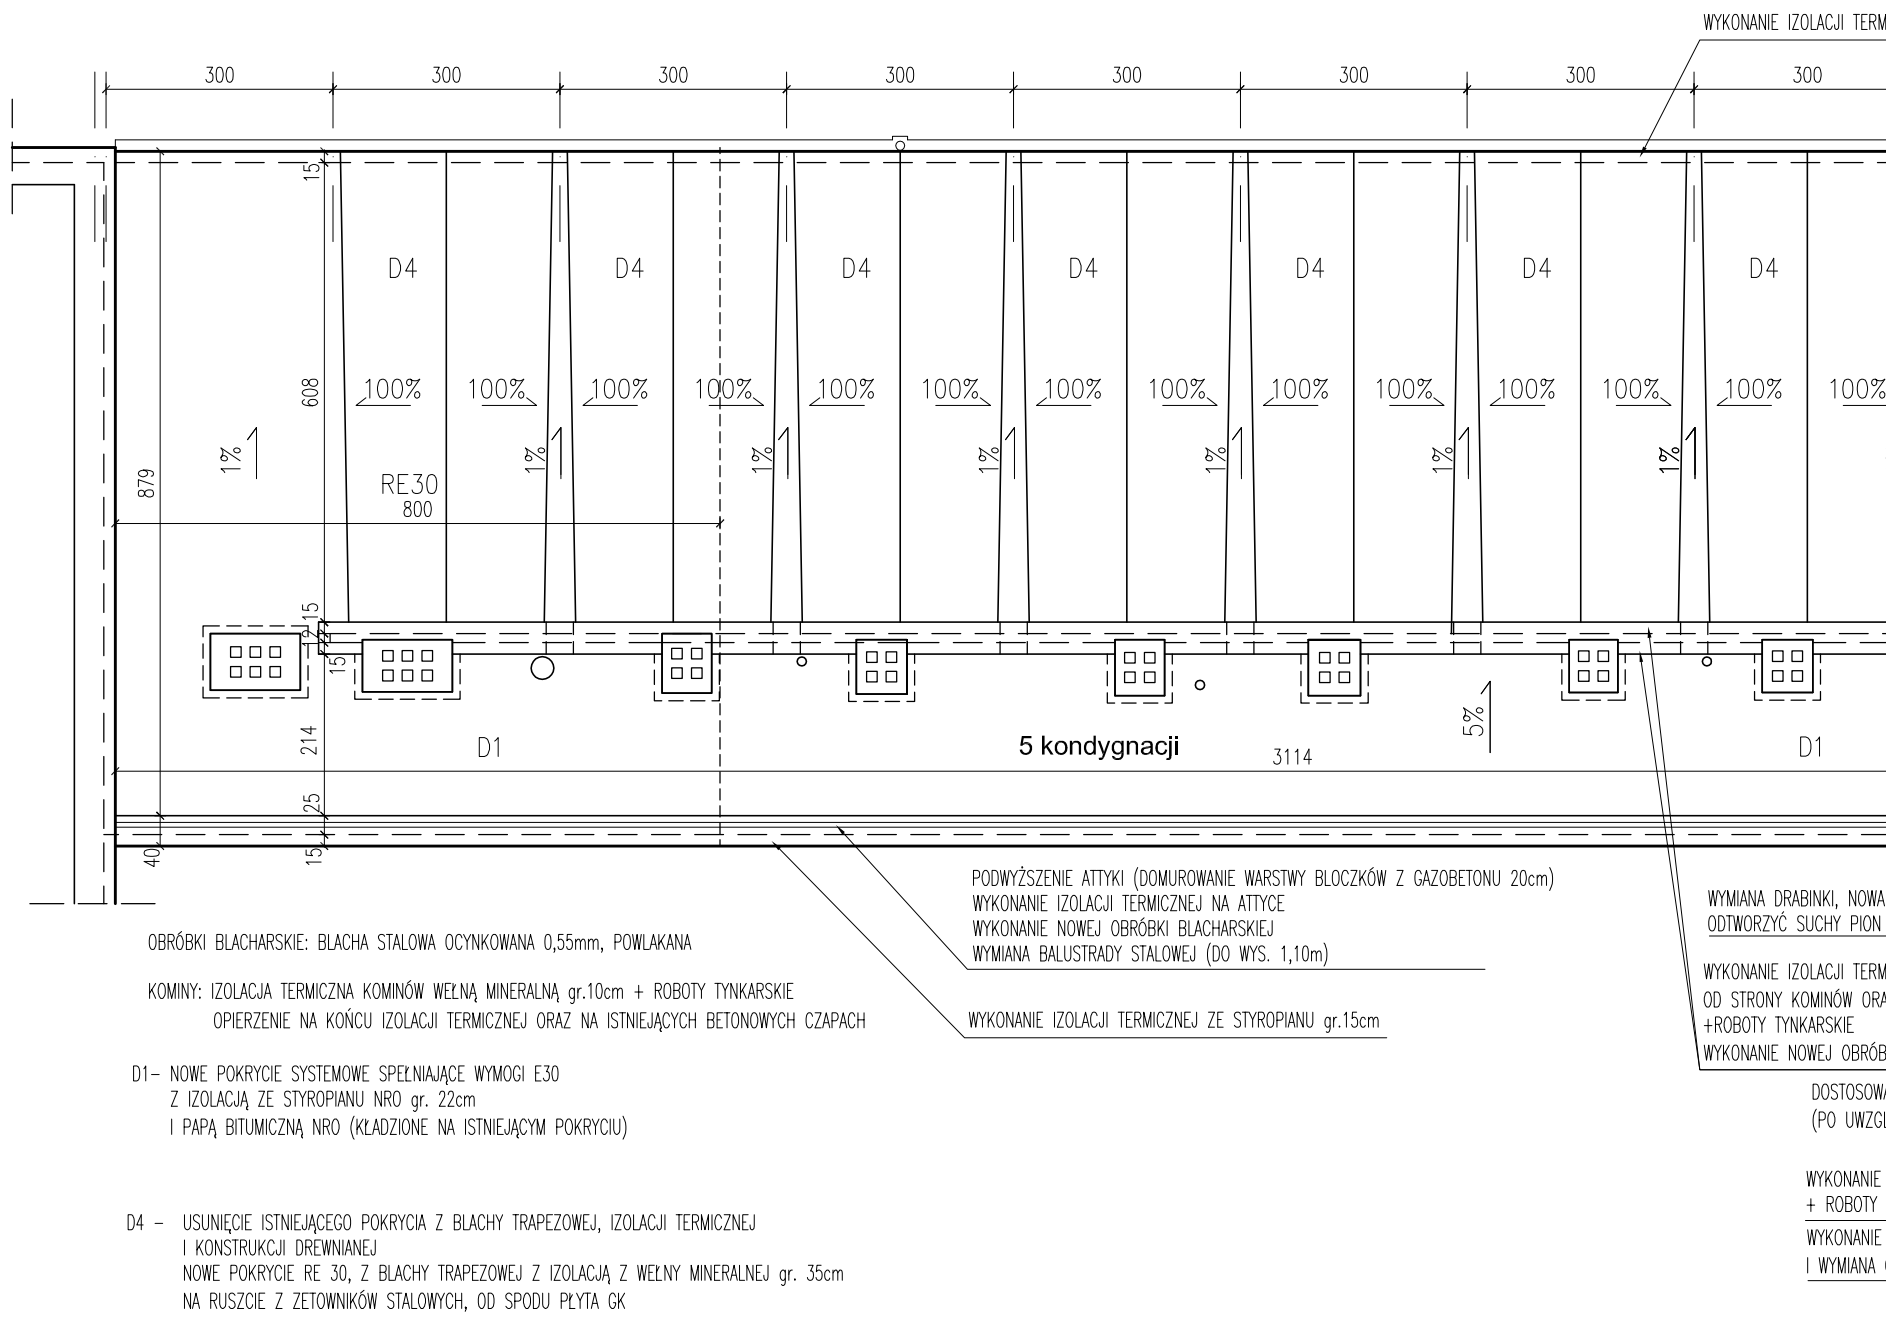 WYKONANIE IZOLACJI TERM
300 300 300 300 300 300 300 300
15
D4 D4 D4 D4 D4 D4 D4
608
100% 100% 100% 100% 100% 100% 100% 100% 100% 100% 100% 100% 100% 100%
1% 1% 1% 1% 1% 1% 1%
879
RE30
800
15
12
15
214
D1
5 kondygnacji
5%
3114
D1
25
40
15
PODWYŻSZENIE ATTYKI (DOMUROWANIE WARSTWY BLOCZKÓW Z GAZOBETONU 20cm)
WYKONANIE IZOLACJI TERMICZNEJ NA ATTYCE
WYKONANIE NOWEJ OBRÓBKI BLACHARSKIEJ
WYMIANA BALUSTRADY STALOWEJ (DO WYS. 1,10m)
WYKONANIE IZOLACJI TERMICZNEJ ZE STYROPIANU gr.15cm
OBRÓBKI BLACHARSKIE: BLACHA STALOWA OCYNKOWANA 0,55mm, POWLAKANA
KOMINY: IZOLACJA TERMICZNA KOMINÓW WEŁNĄ MINERALNĄ gr.10cm + ROBOTY TYNKARSKIE
OPIERZENIE NA KOŃCU IZOLACJI TERMICZNEJ ORAZ NA ISTNIEJĄCYCH BETONOWYCH CZAPACH
D1- NOWE POKRYCIE SYSTEMOWE SPEŁNIAJĄCE WYMOGI E30
Z IZOLACJĄ ZE STYROPIANU NRO gr. 22cm
I PAPĄ BITUMICZNĄ NRO (KŁADZIONE NA ISTNIEJĄCYM POKRYCIU)
D4 - USUNIĘCIE ISTNIEJĄCEGO POKRYCIA Z BLACHY TRAPEZOWEJ, IZOLACJI TERMICZNEJ
I KONSTRUKCJI DREWNIANEJ
NOWE POKRYCIE RE 30, Z BLACHY TRAPEZOWEJ Z IZOLACJĄ Z WEŁNY MINERALNEJ gr. 35cm
NA RUSZCIE Z ZETOWNIKÓW STALOWYCH, OD SPODU PŁYTA GK
WYMIANA DRABINKI, NOWA
ODTWORZYĆ SUCHY PION
WYKONANIE IZOLACJI TERM
OD STRONY KOMINÓW ORA
+ROBOTY TYNKARSKIE
WYKONANIE NOWEJ OBRÓB
DOSTOSOWA
(PO UWZGL
WYKONANIE
+ ROBOTY
WYKONANIE
I WYMIANA